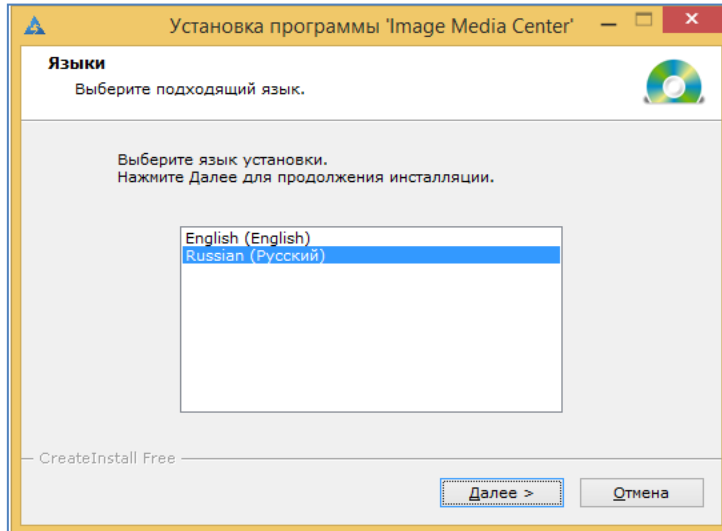 Установка программы 'Image Media Center'
Языки
Выберите подходящий язык.
Выберите язык установки.
Нажмите Далее для продолжения инсталляции.
English (English)
Russian (Русский)
CreateInstall Free
Далее >
Отмена